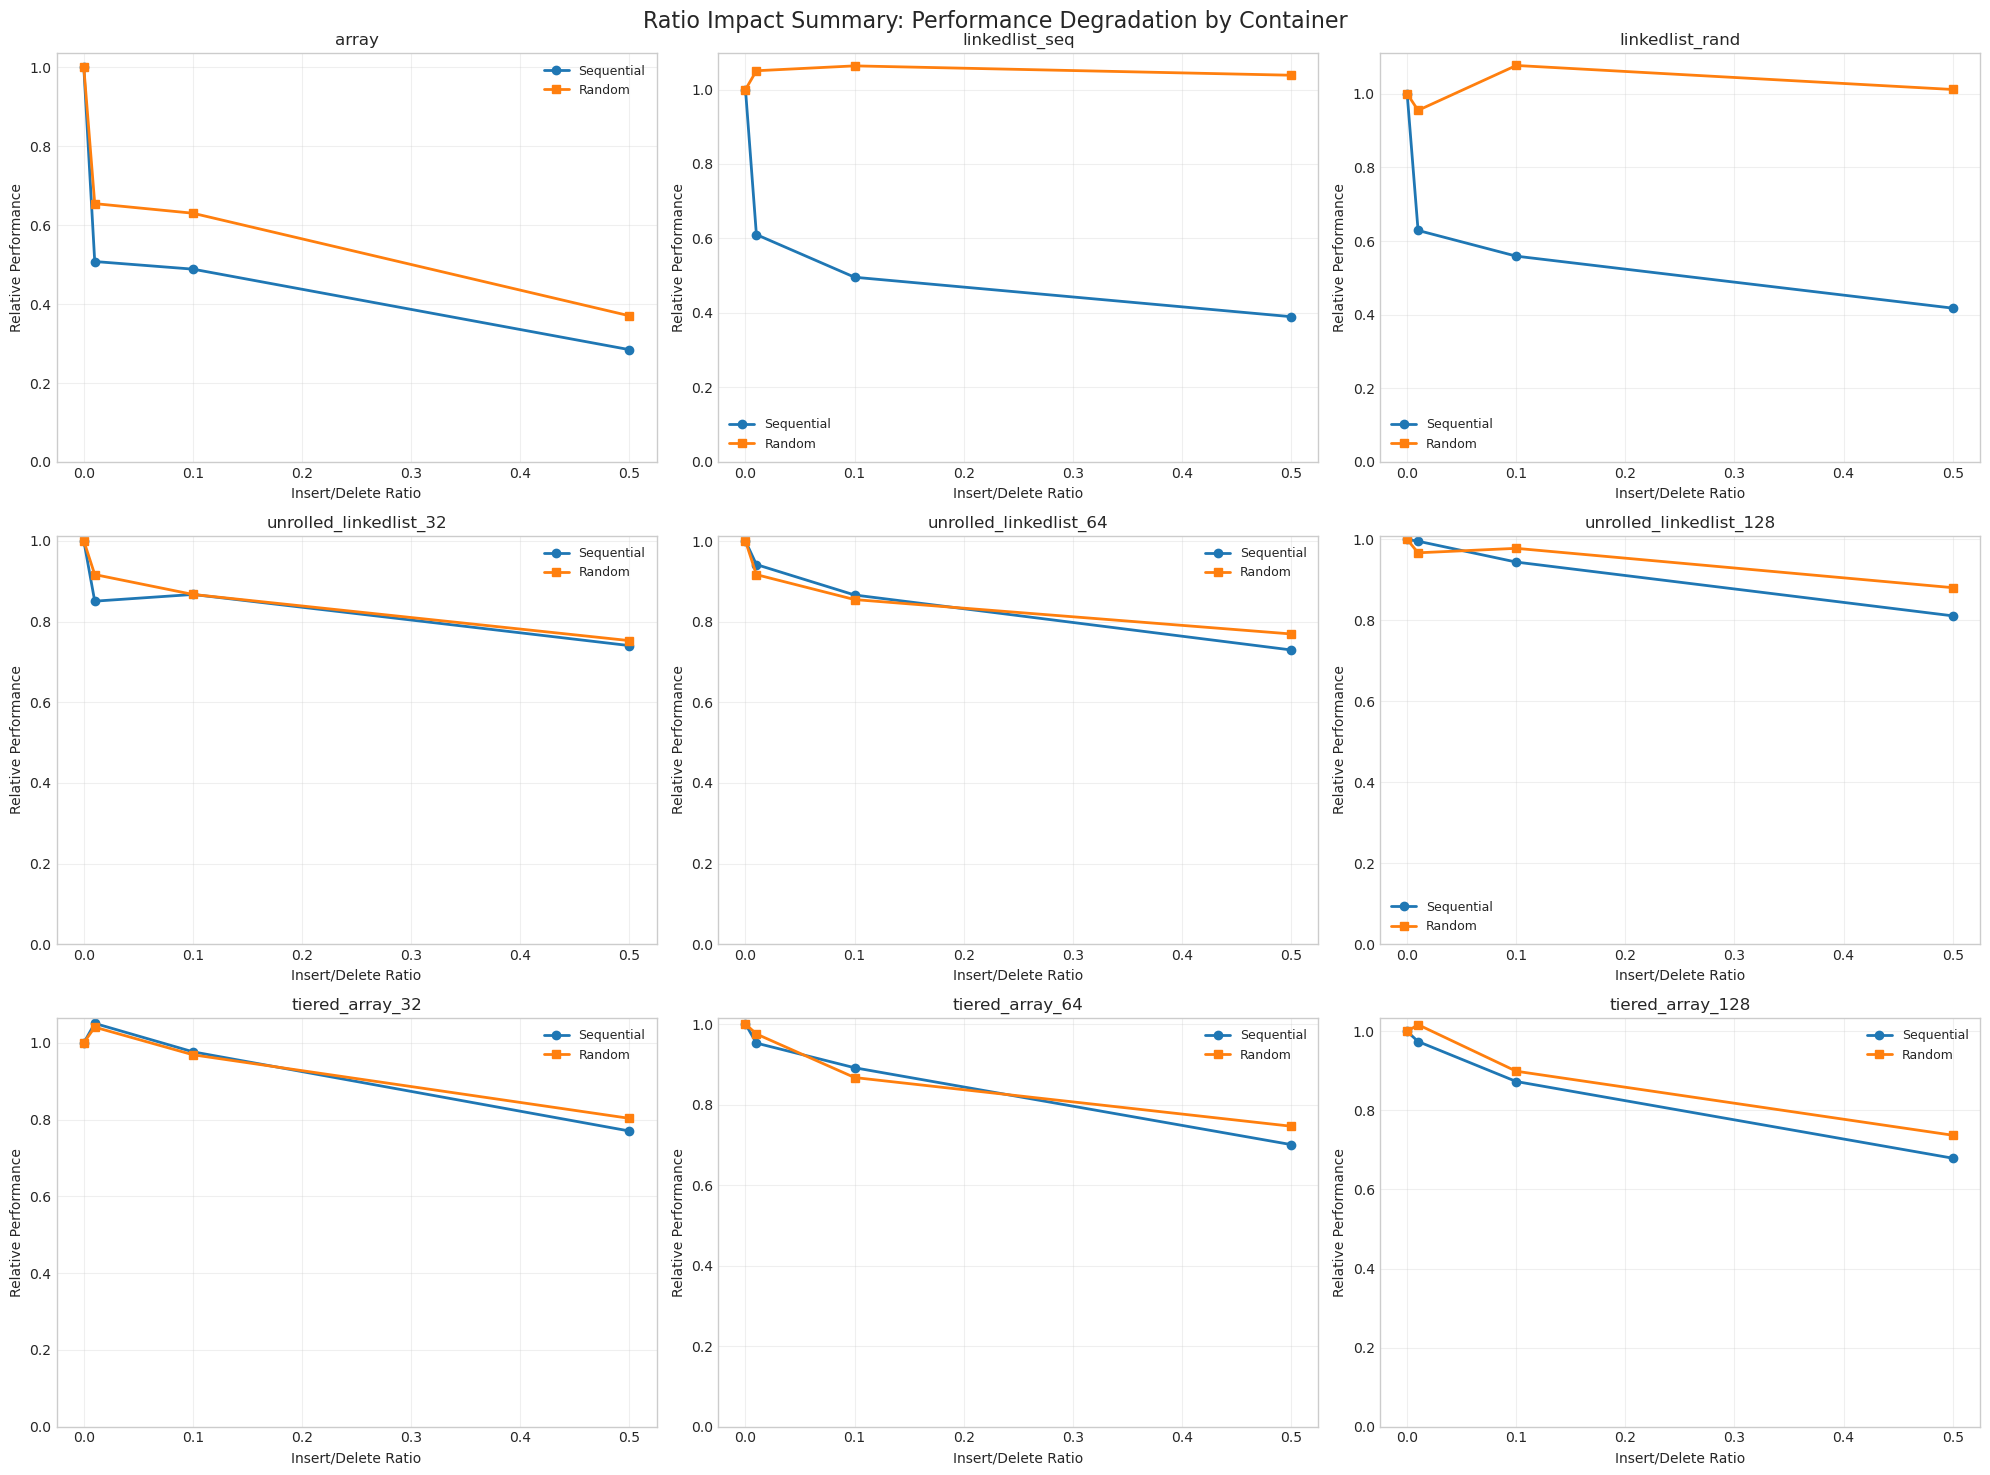 Ratio Impact Summary: Performance Degradation by Container
array
Relative Performance
1.0
0.8
0.6
0.4
0.2
0.0
Sequential
Random
0.0 0.1 0.2 0.3 0.4 0.5
Insert/Delete Ratio
linkedlist_seq
Relative Performance
1.0
0.8
0.6
0.4
0.2
0.0
Sequential
Random
0.0 0.1 0.2 0.3 0.4 0.5
Insert/Delete Ratio
linkedlist_rand
Relative Performance
1.0
0.8
0.6
0.4
0.2
0.0
Sequential
Random
0.0 0.1 0.2 0.3 0.4 0.5
Insert/Delete Ratio
unrolled_linkedlist_32
Relative Performance
1.0
0.8
0.6
0.4
0.2
0.0
Sequential
Random
0.0 0.1 0.2 0.3 0.4 0.5
Insert/Delete Ratio
unrolled_linkedlist_64
Relative Performance
1.0
0.8
0.6
0.4
0.2
0.0
Sequential
Random
0.0 0.1 0.2 0.3 0.4 0.5
Insert/Delete Ratio
unrolled_linkedlist_128
Relative Performance
1.0
0.8
0.6
0.4
0.2
0.0
Sequential
Random
0.0 0.1 0.2 0.3 0.4 0.5
Insert/Delete Ratio
tiered_array_32
Relative Performance
1.0
0.8
0.6
0.4
0.2
0.0
Sequential
Random
0.0 0.1 0.2 0.3 0.4 0.5
Insert/Delete Ratio
tiered_array_64
Relative Performance
1.0
0.8
0.6
0.4
0.2
0.0
Sequential
Random
0.0 0.1 0.2 0.3 0.4 0.5
Insert/Delete Ratio
tiered_array_128
Relative Performance
1.0
0.8
0.6
0.4
0.2
0.0
Sequential
Random
0.0 0.1 0.2 0.3 0.4 0.5
Insert/Delete Ratio